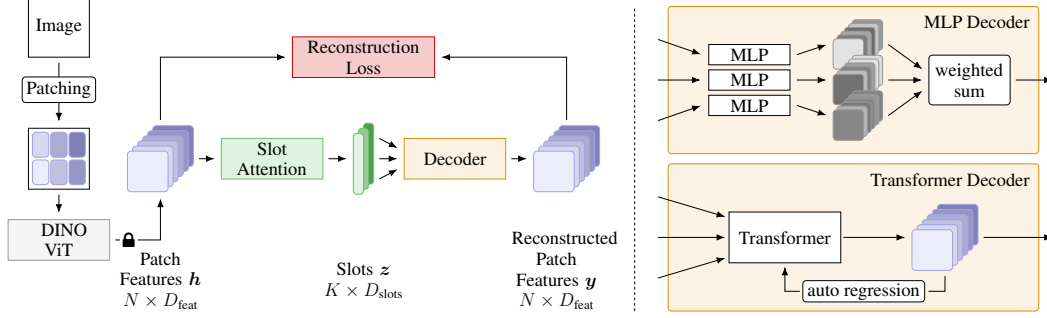 Image
Patching
DINO
ViT
Patch
Features h
N × D_feat
Slot
Attention
Reconstruction
Loss
Slots z
K × D_slots
Decoder
Reconstructed
Patch
Features y
N × D_feat
MLP Decoder
MLP
MLP
MLP
weighted
sum
Transformer Decoder
Transformer
auto regression